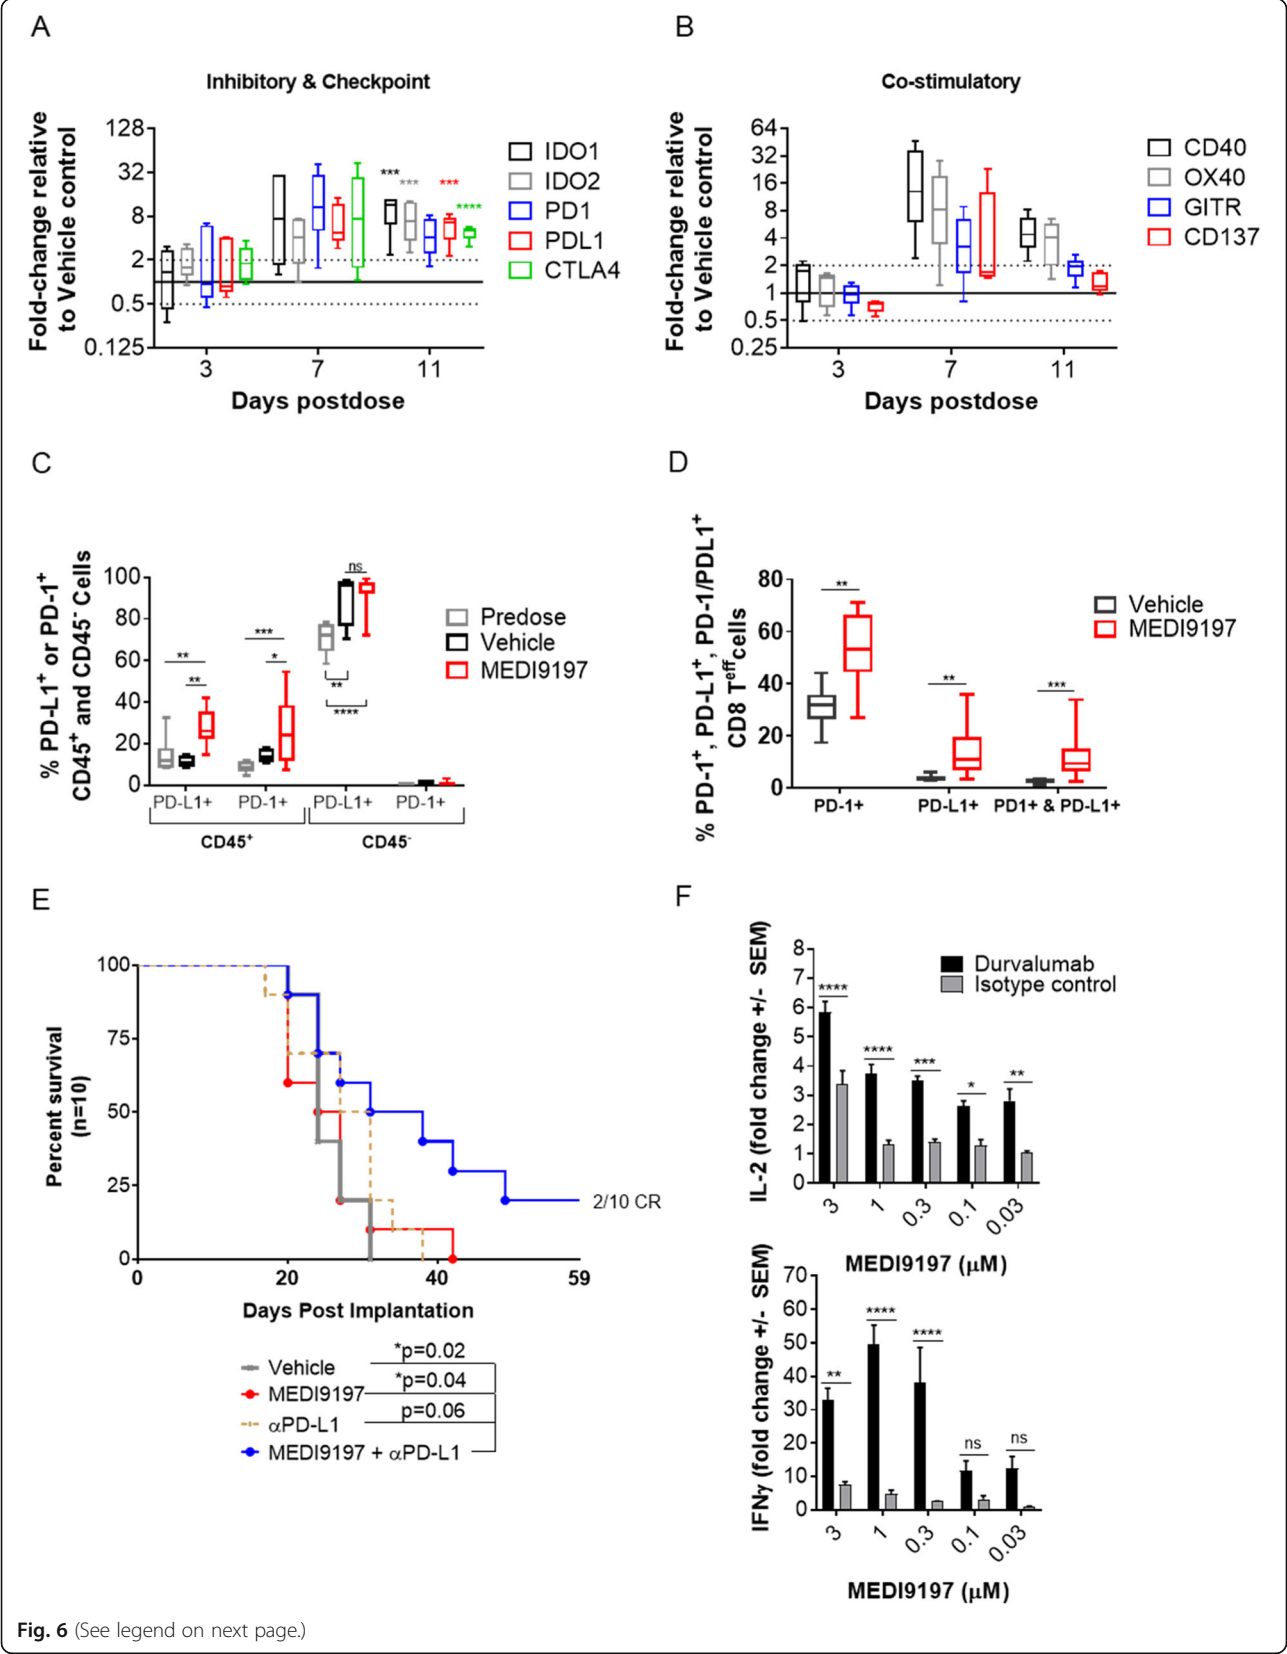 A
Inhibitory & Checkpoint
Fold-change relative
to Vehicle control
128
32
8
2
0.5
0.125
*** *** *** ****
3 7 11
Days postdose
IDO1
IDO2
PD1
PDL1
CTLA4
B
Co-stimulatory
Fold-change relative
to Vehicle control
64
32
16
8
4
2
1
0.5
0.25
3 7 11
Days postdose
CD40
OX40
GITR
CD137
C
% PD-L1+ or PD-1+
CD45+ and CD45- Cells
100
80
60
40
20
0
** ** *** * ns ** ****
PD-L1+ PD-1+ PD-L1+ PD-1+
CD45+ CD45-
Predose
Vehicle
MEDI9197
D
% PD-1+, PD-L1+, PD-1/PDL1+
CD8 Teff cells
80
60
40
20
0
** ** ***
PD-1+ PD-L1+ PD1+ & PD-L1+
Vehicle
MEDI9197
E
Percent survival
(n=10)
100
75
50
25
0
2/10 CR
0 20 40 59
Days Post Implantation
Vehicle *p=0.02
MEDI9197 *p=0.04
αPD-L1 p=0.06
MEDI9197 + αPD-L1
F
IL-2 (fold change +/- SEM)
8
7
6
5
4
3
2
1
0
**** **** *** * **
Durvalumab
Isotype control
3 1 0.3 0.1 0.03
MEDI9197 (μM)
IFNγ (fold change +/- SEM)
70
60
50
40
30
20
10
0
** **** **** ns ns
3 1 0.3 0.1 0.03
MEDI9197 (μM)
Fig. 6 (See legend on next page.)